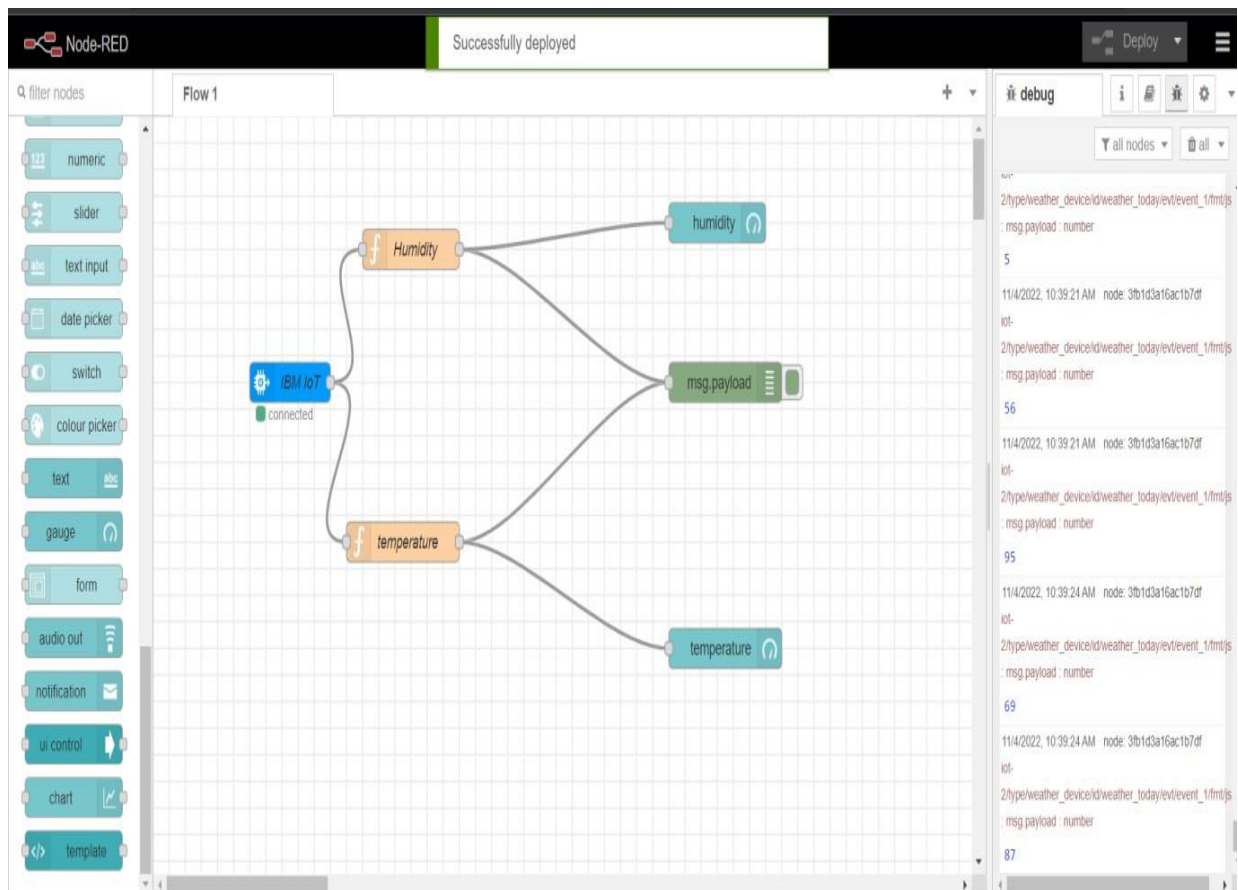 Node-RED
Successfully deployed
Deploy
filter nodes
Flow 1
debug
i
all nodes
all
123 numeric
slider
abc text input
date picker
switch
colour picker
text abc
gauge
form
audio out
notification
ui control
chart
</> template
Humidity
humidity
IBM IoT
connected
msg.payload
temperature
temperature
2/type/weather_device/id/weather_today/evt/event_1/fmt/js
: msg.payload : number
5
11/4/2022, 10:39:21 AM node: 3fb1d3a16ac1b7df
iot-
2/type/weather_device/id/weather_today/evt/event_1/fmt/js
: msg.payload : number
56
11/4/2022, 10:39:21 AM node: 3fb1d3a16ac1b7df
iot-
2/type/weather_device/id/weather_today/evt/event_1/fmt/js
: msg.payload : number
95
11/4/2022, 10:39:24 AM node: 3fb1d3a16ac1b7df
iot-
2/type/weather_device/id/weather_today/evt/event_1/fmt/js
: msg.payload : number
69
11/4/2022, 10:39:24 AM node: 3fb1d3a16ac1b7df
iot-
2/type/weather_device/id/weather_today/evt/event_1/fmt/js
: msg.payload : number
87